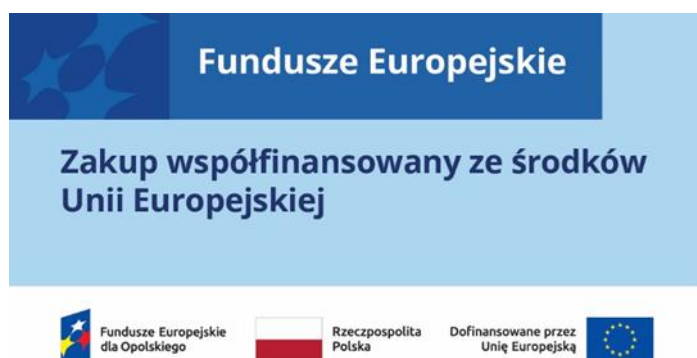 Fundusze Europejskie
Zakup współfinansowany ze środków
Unii Europejskiej
Fundusze Europejskie
dla Opolskiego
Rzeczpospolita
Polska
Dofinansowane przez
Unię Europejską